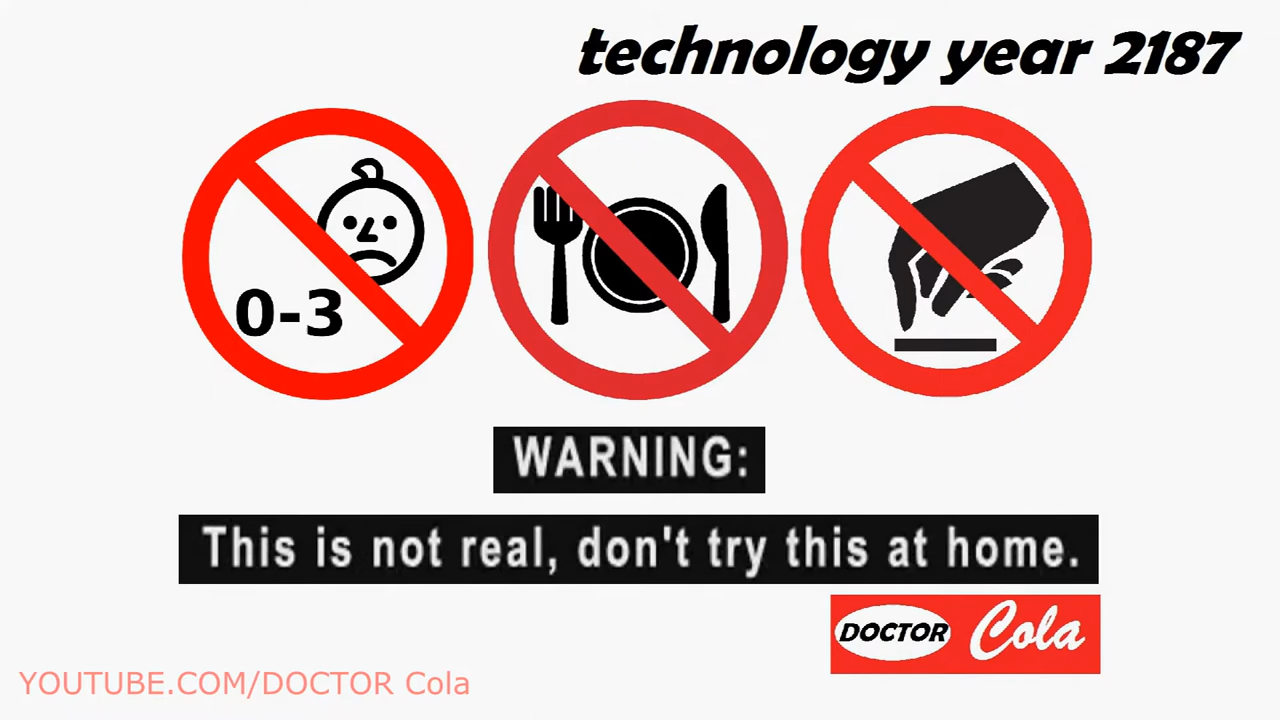 technology year 2187
0-3
WARNING:
This is not real, don't try this at home.
DOCTOR Cola
YOUTUBE.COM/DOCTOR Cola